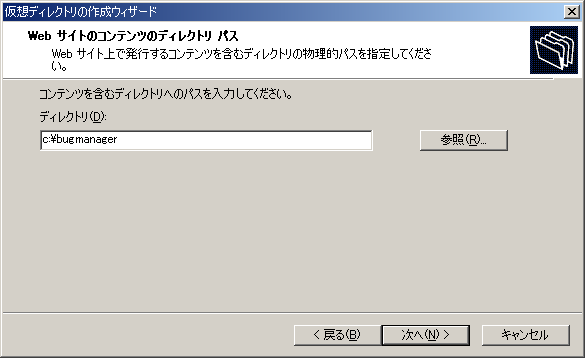 仮想ディレクトリの作成ウィザード
Web サイトのコンテンツのディレクトリ パス
Web サイト上で発行するコンテンツを含むディレクトリの物理的パスを指定してくださ
い。
コンテンツを含むディレクトリへのパスを入力してください。
ディレクトリ(D):
c:¥bugmanager
参照(R)...
< 戻る(B)
次へ(N) >
キャンセル